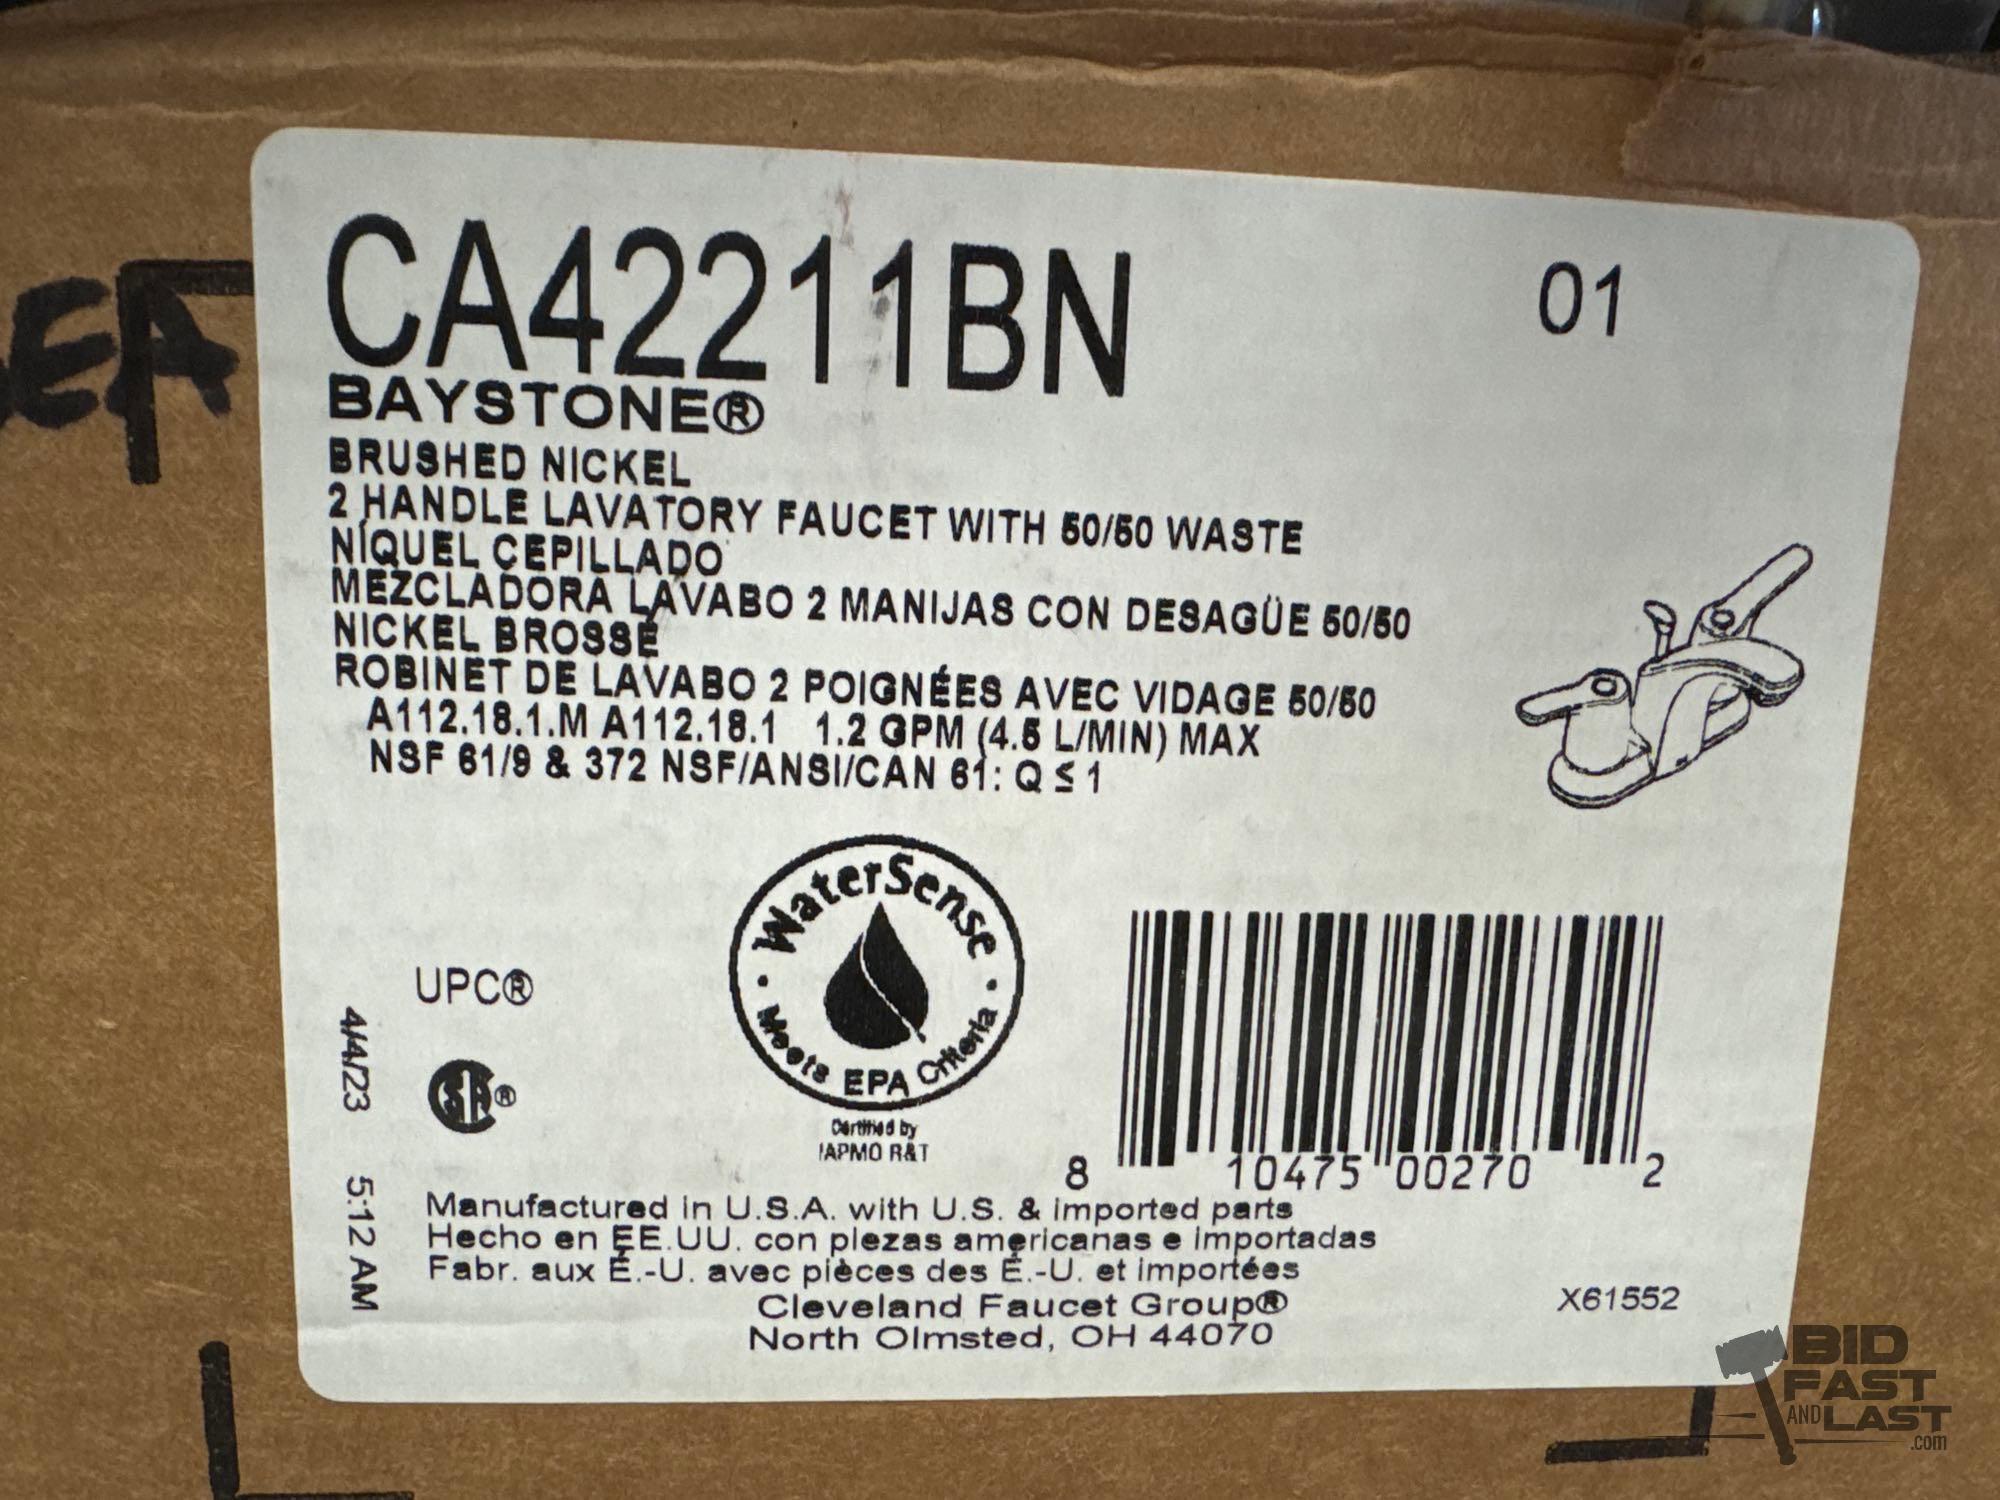 CA42211BN
01
BAYSTONE®
BRUSHED NICKEL
2 HANDLE LAVATORY FAUCET WITH 50/50 WASTE
NÍQUEL CEPILLADO
MEZCLADORA LAVABO 2 MANIJAS CON DESAGÜE 50/50
NICKEL BROSSÉ
ROBINET DE LAVABO 2 POIGNÉES AVEC VIDAGE 50/50
A112.18.1.M A112.18.1 1.2 GPM (4.5 L/MIN) MAX
NSF 61/9 & 372 NSF/ANSI/CAN 61: Q ≤ 1
UPC®
WaterSense
Meets EPA Criteria
Certified by
IAPMO R&T
8 10475 00270 2
4/4/23 5:12 AM
Manufactured in U.S.A. with U.S. & imported parts
Hecho en EE.UU. con piezas americanas e importadas
Fabr. aux É.-U. avec pièces des É.-U. et importées
Cleveland Faucet Group®
North Olmsted, OH 44070
X61552
BID
FAST
AND LAST
.com